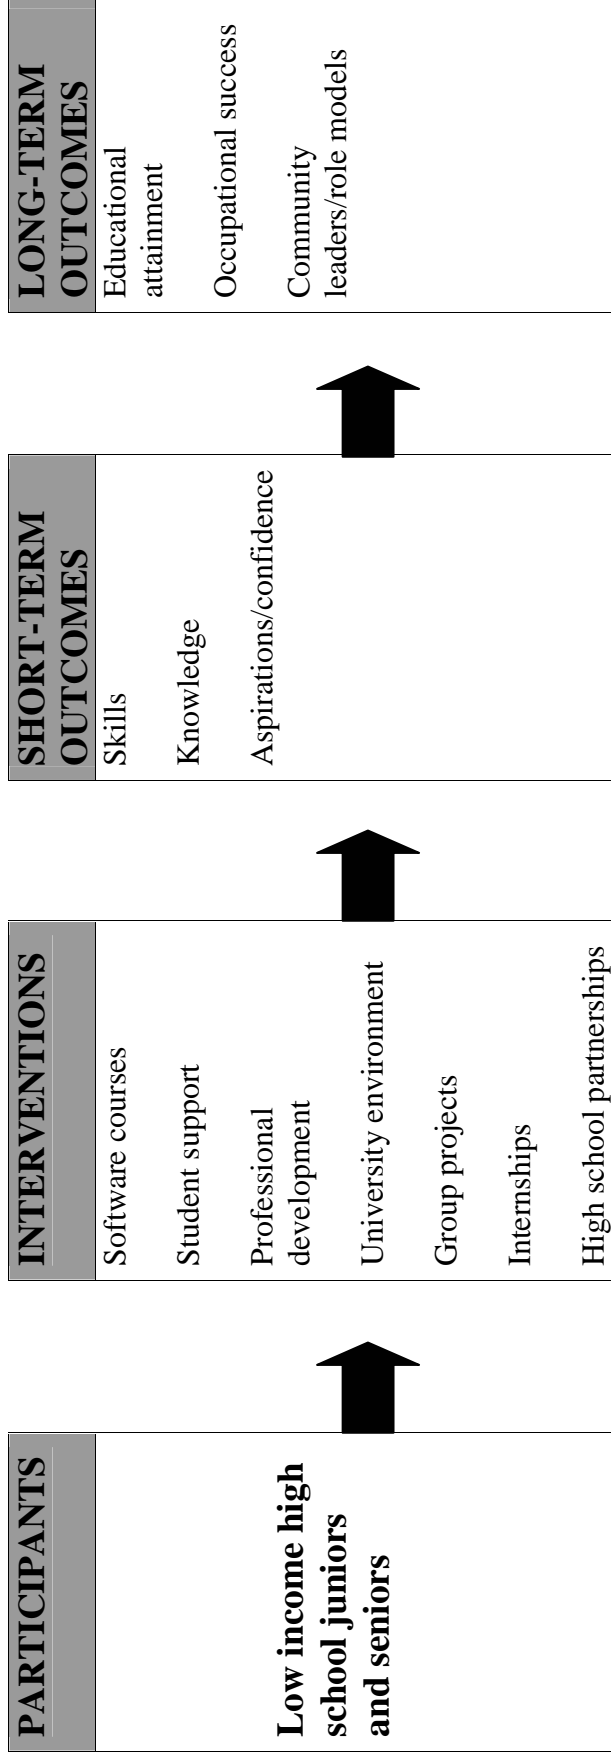 PARTICIPANTS
Low income high
school juniors
and seniors
INTERVENTIONS
Software courses
Student support
Professional
development
University environment
Group projects
Internships
High school partnerships
SHORT-TERM
OUTCOMES
Skills
Knowledge
Aspirations/confidence
LONG-TERM
OUTCOMES
Educational
attainment
Occupational success
Community
leaders/role models